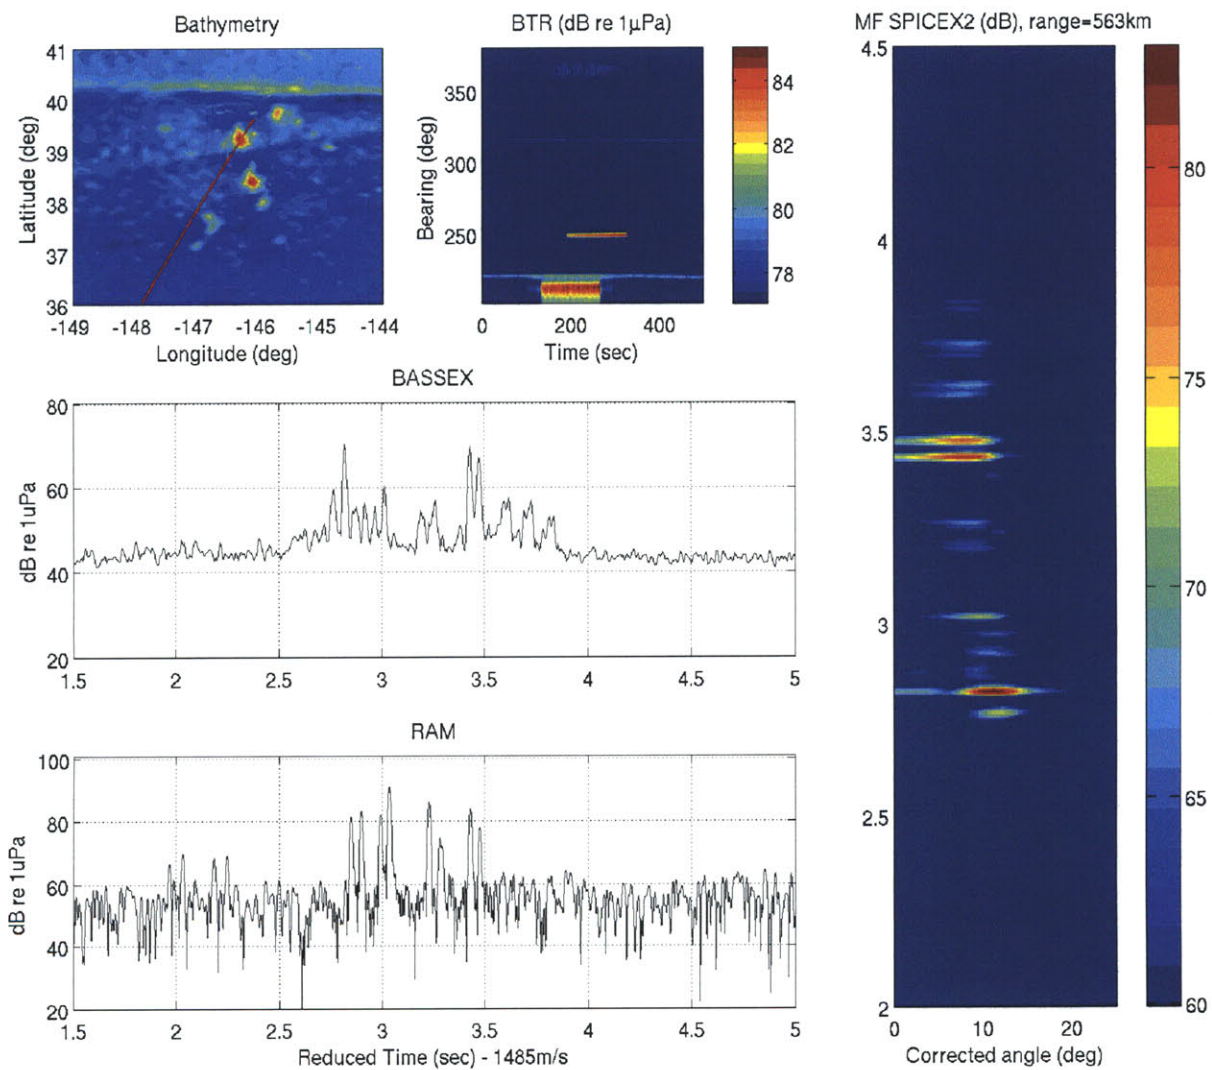 Bathymetry
41
40
39
38
37
36
Latitude (deg)
-149 -148 -147 -146 -145 -144
Longitude (deg)
BTR (dB re 1µPa)
350
300
250
Bearing (deg)
0 200 400
Time (sec)
84
82
80
78
MF SPICEX2 (dB), range=563km
4.5
4
3.5
3
2.5
2
0 10 20
Corrected angle (deg)
80
75
70
65
60
BASSEX
80
60
40
20
dB re 1uPa
1.5 2 2.5 3 3.5 4 4.5 5
RAM
100
80
60
40
20
dB re 1uPa
1.5 2 2.5 3 3.5 4 4.5 5
Reduced Time (sec) - 1485m/s